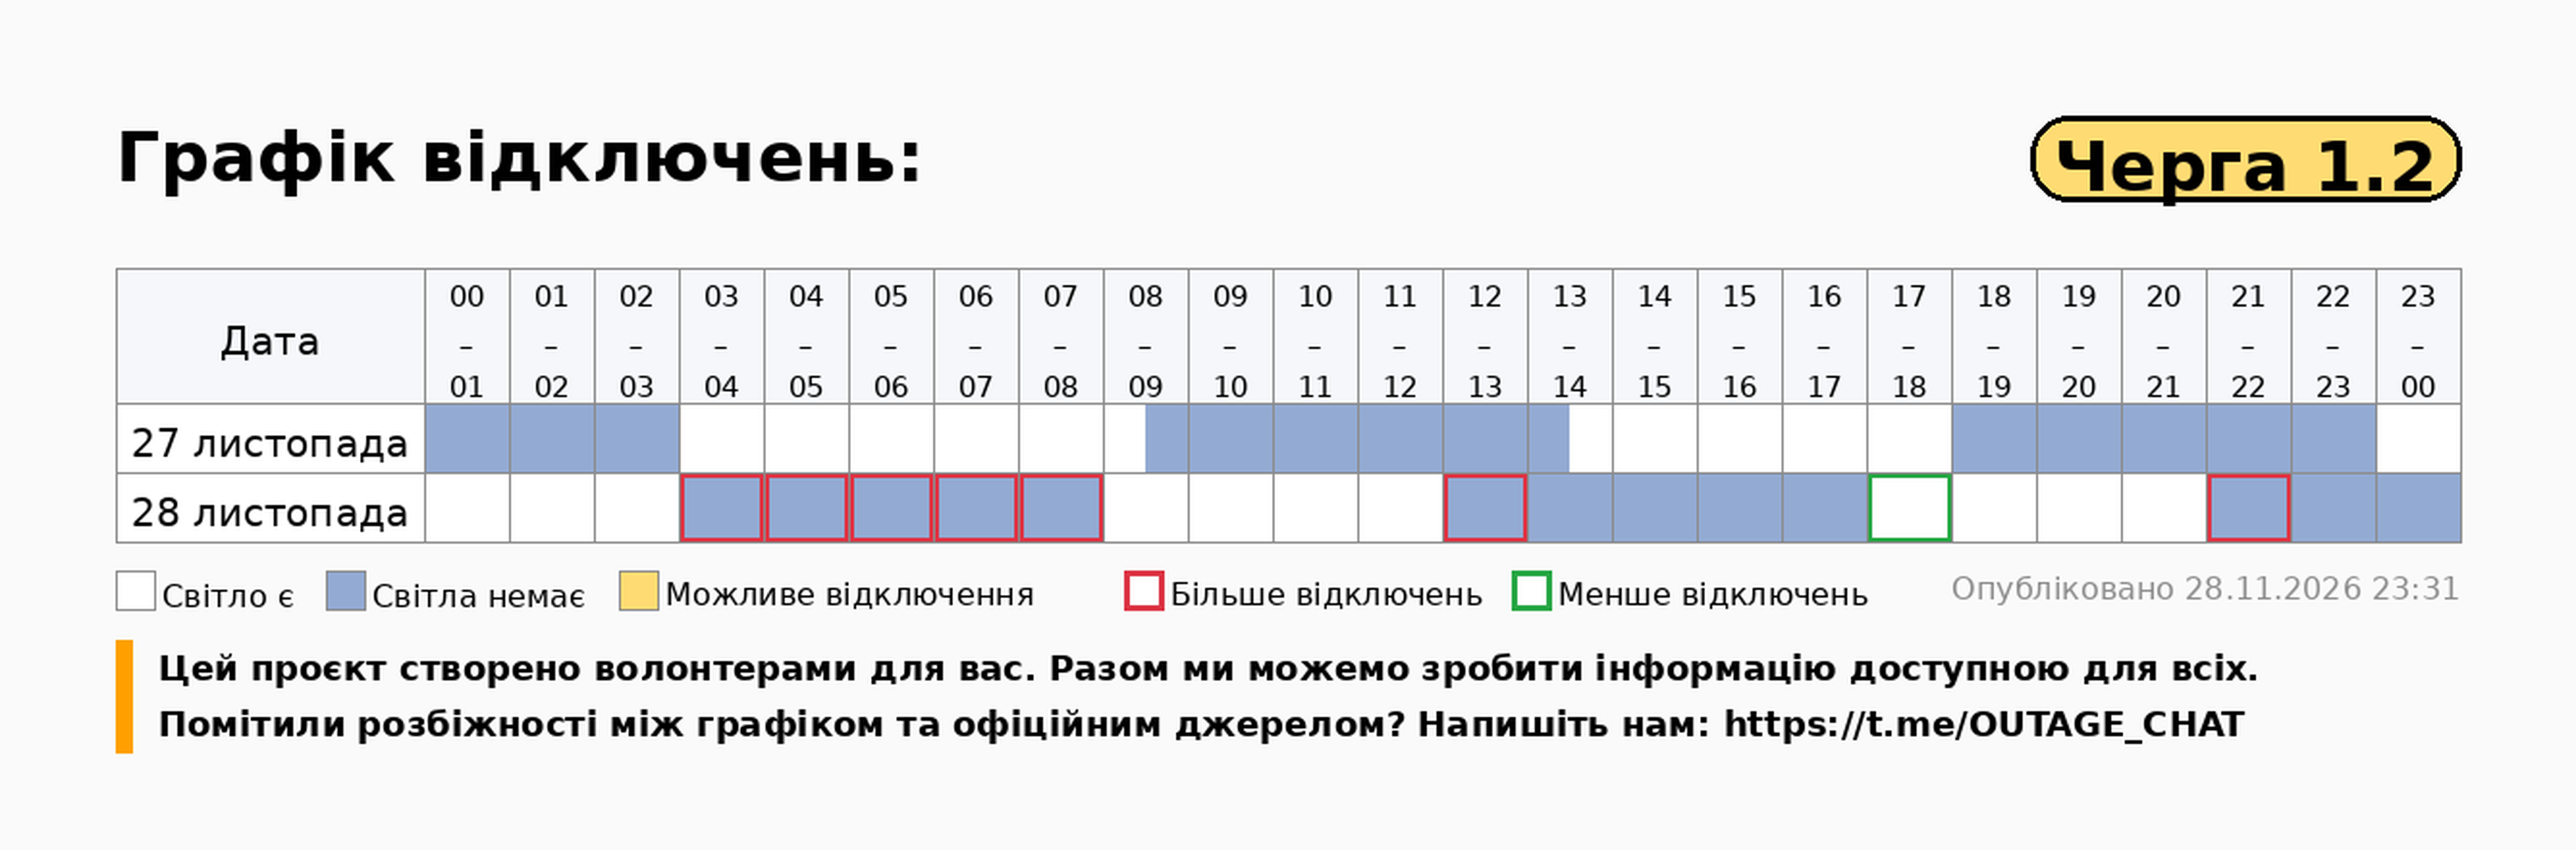 Графік відключень:
Черга 1.2
Дата 00 – 01 01 – 02 02 – 03 03 – 04 04 – 05 05 – 06 06 – 07 07 – 08 08 – 09 09 – 10 10 – 11 11 – 12 12 – 13 13 – 14 14 – 15 15 – 16 16 – 17 17 – 18 18 – 19 19 – 20 20 – 21 21 – 22 22 – 23 23 – 00
27 листопада
28 листопада
Світло є Світла немає Можливе відключення Більше відключень Менше відключень Опубліковано 28.11.2026 23:31
Цей проєкт створено волонтерами для вас. Разом ми можемо зробити інформацію доступною для всіх.
Помітили розбіжності між графіком та офіційним джерелом? Напишіть нам: https://t.me/OUTAGE_CHAT